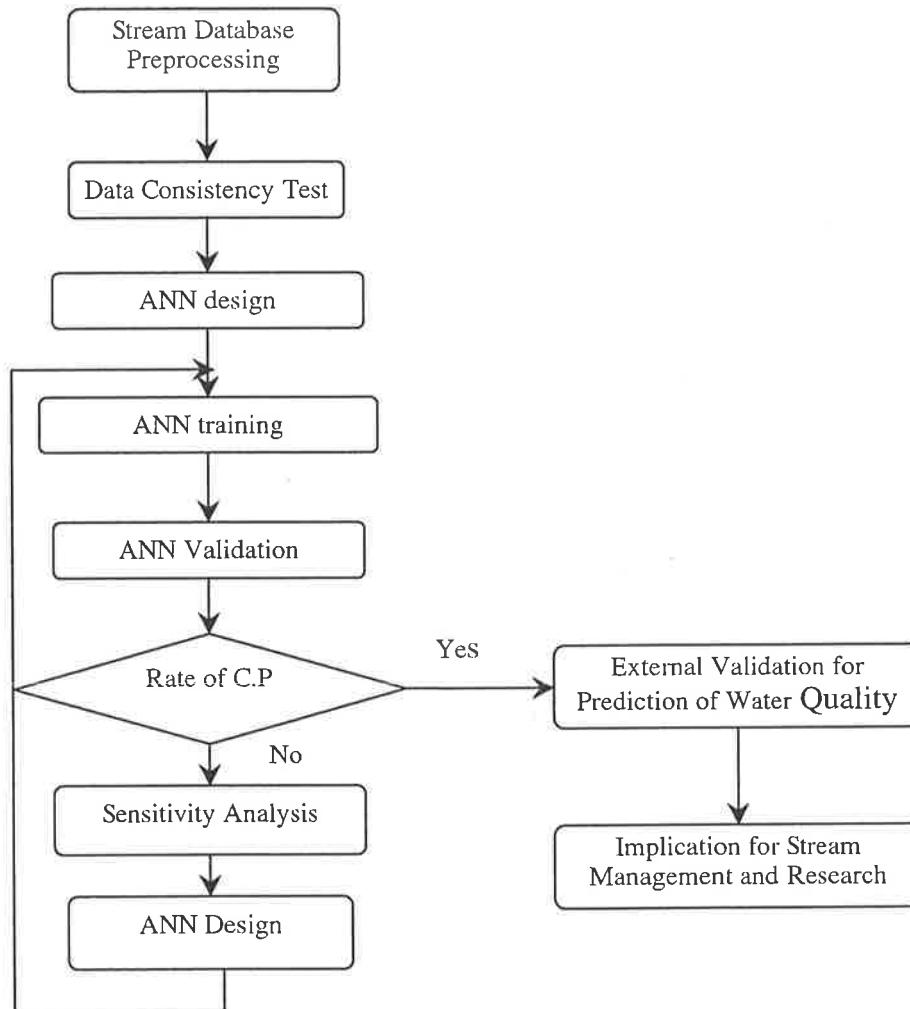 Stream Database
Preprocessing
Data Consistency Test
ANN design
ANN training
ANN Validation
Rate of C.P
Yes
No
External Validation for
Prediction of Water Quality
Sensitivity Analysis
Implication for Stream
Management and Research
ANN Design